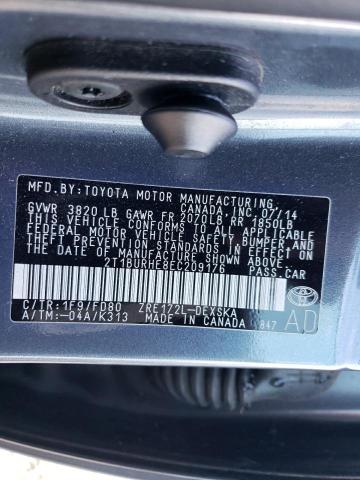 MFD. BY: TOYOTA MOTOR MANUFACTURING
CANADA, INC. 07/14
GVWR 3820 LB GAWR FR 2020LB RR 1850LB
THIS VEHICLE CONFORMS TO ALL APPLICABLE
FEDERAL MOTOR VEHICLE SAFETY, BUMPER, AND
THEFT PREVENTION STANDARDS IN EFFECT ON THE
DATE OF MANUFACTURE SHOWN ABOVE.
2T1BURHE8EC209176 PASS.CAR
C/TR: 1F9/FD80 ZRE172L-DEXSKA
A/TM: -04A/K313 MADE IN CANADA 847
TOYOTA
AD